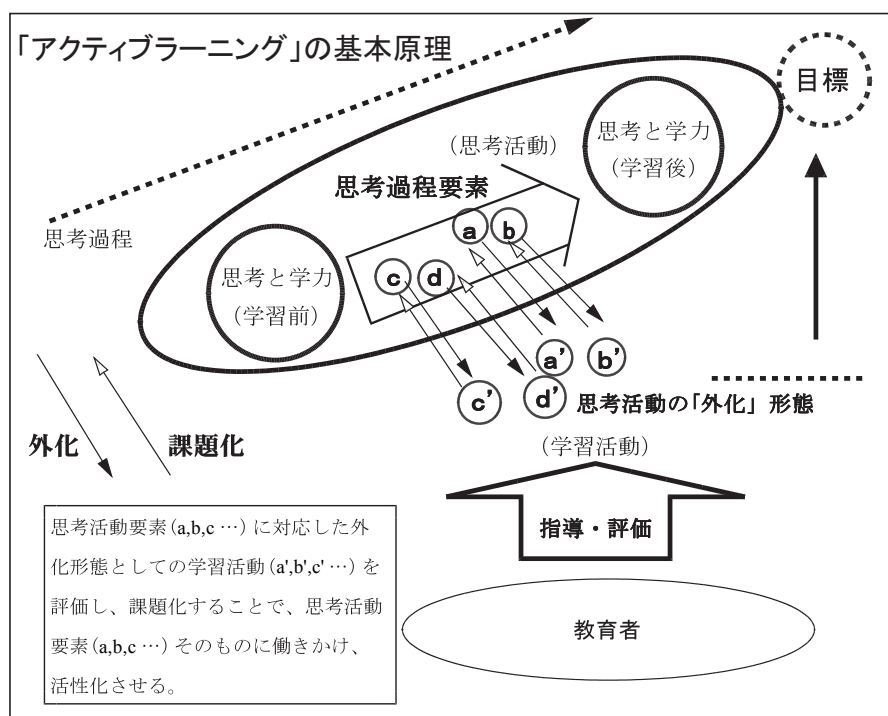 「アクティブラーニング」の基本原理
目標
思考と学力
(学習後)
(思考活動)
思考過程要素
思考過程
a b
思考と学力
(学習前)
c d
a' b'
c' d'
思考活動の「外化」形態
(学習活動)
外化
課題化
指導・評価
思考活動要素(a,b,c …)に対応した外
化形態としての学習活動(a',b',c' …)を
評価し、課題化することで、思考活動
要素(a,b,c …)そのものに働きかけ、
活性化させる。
教育者